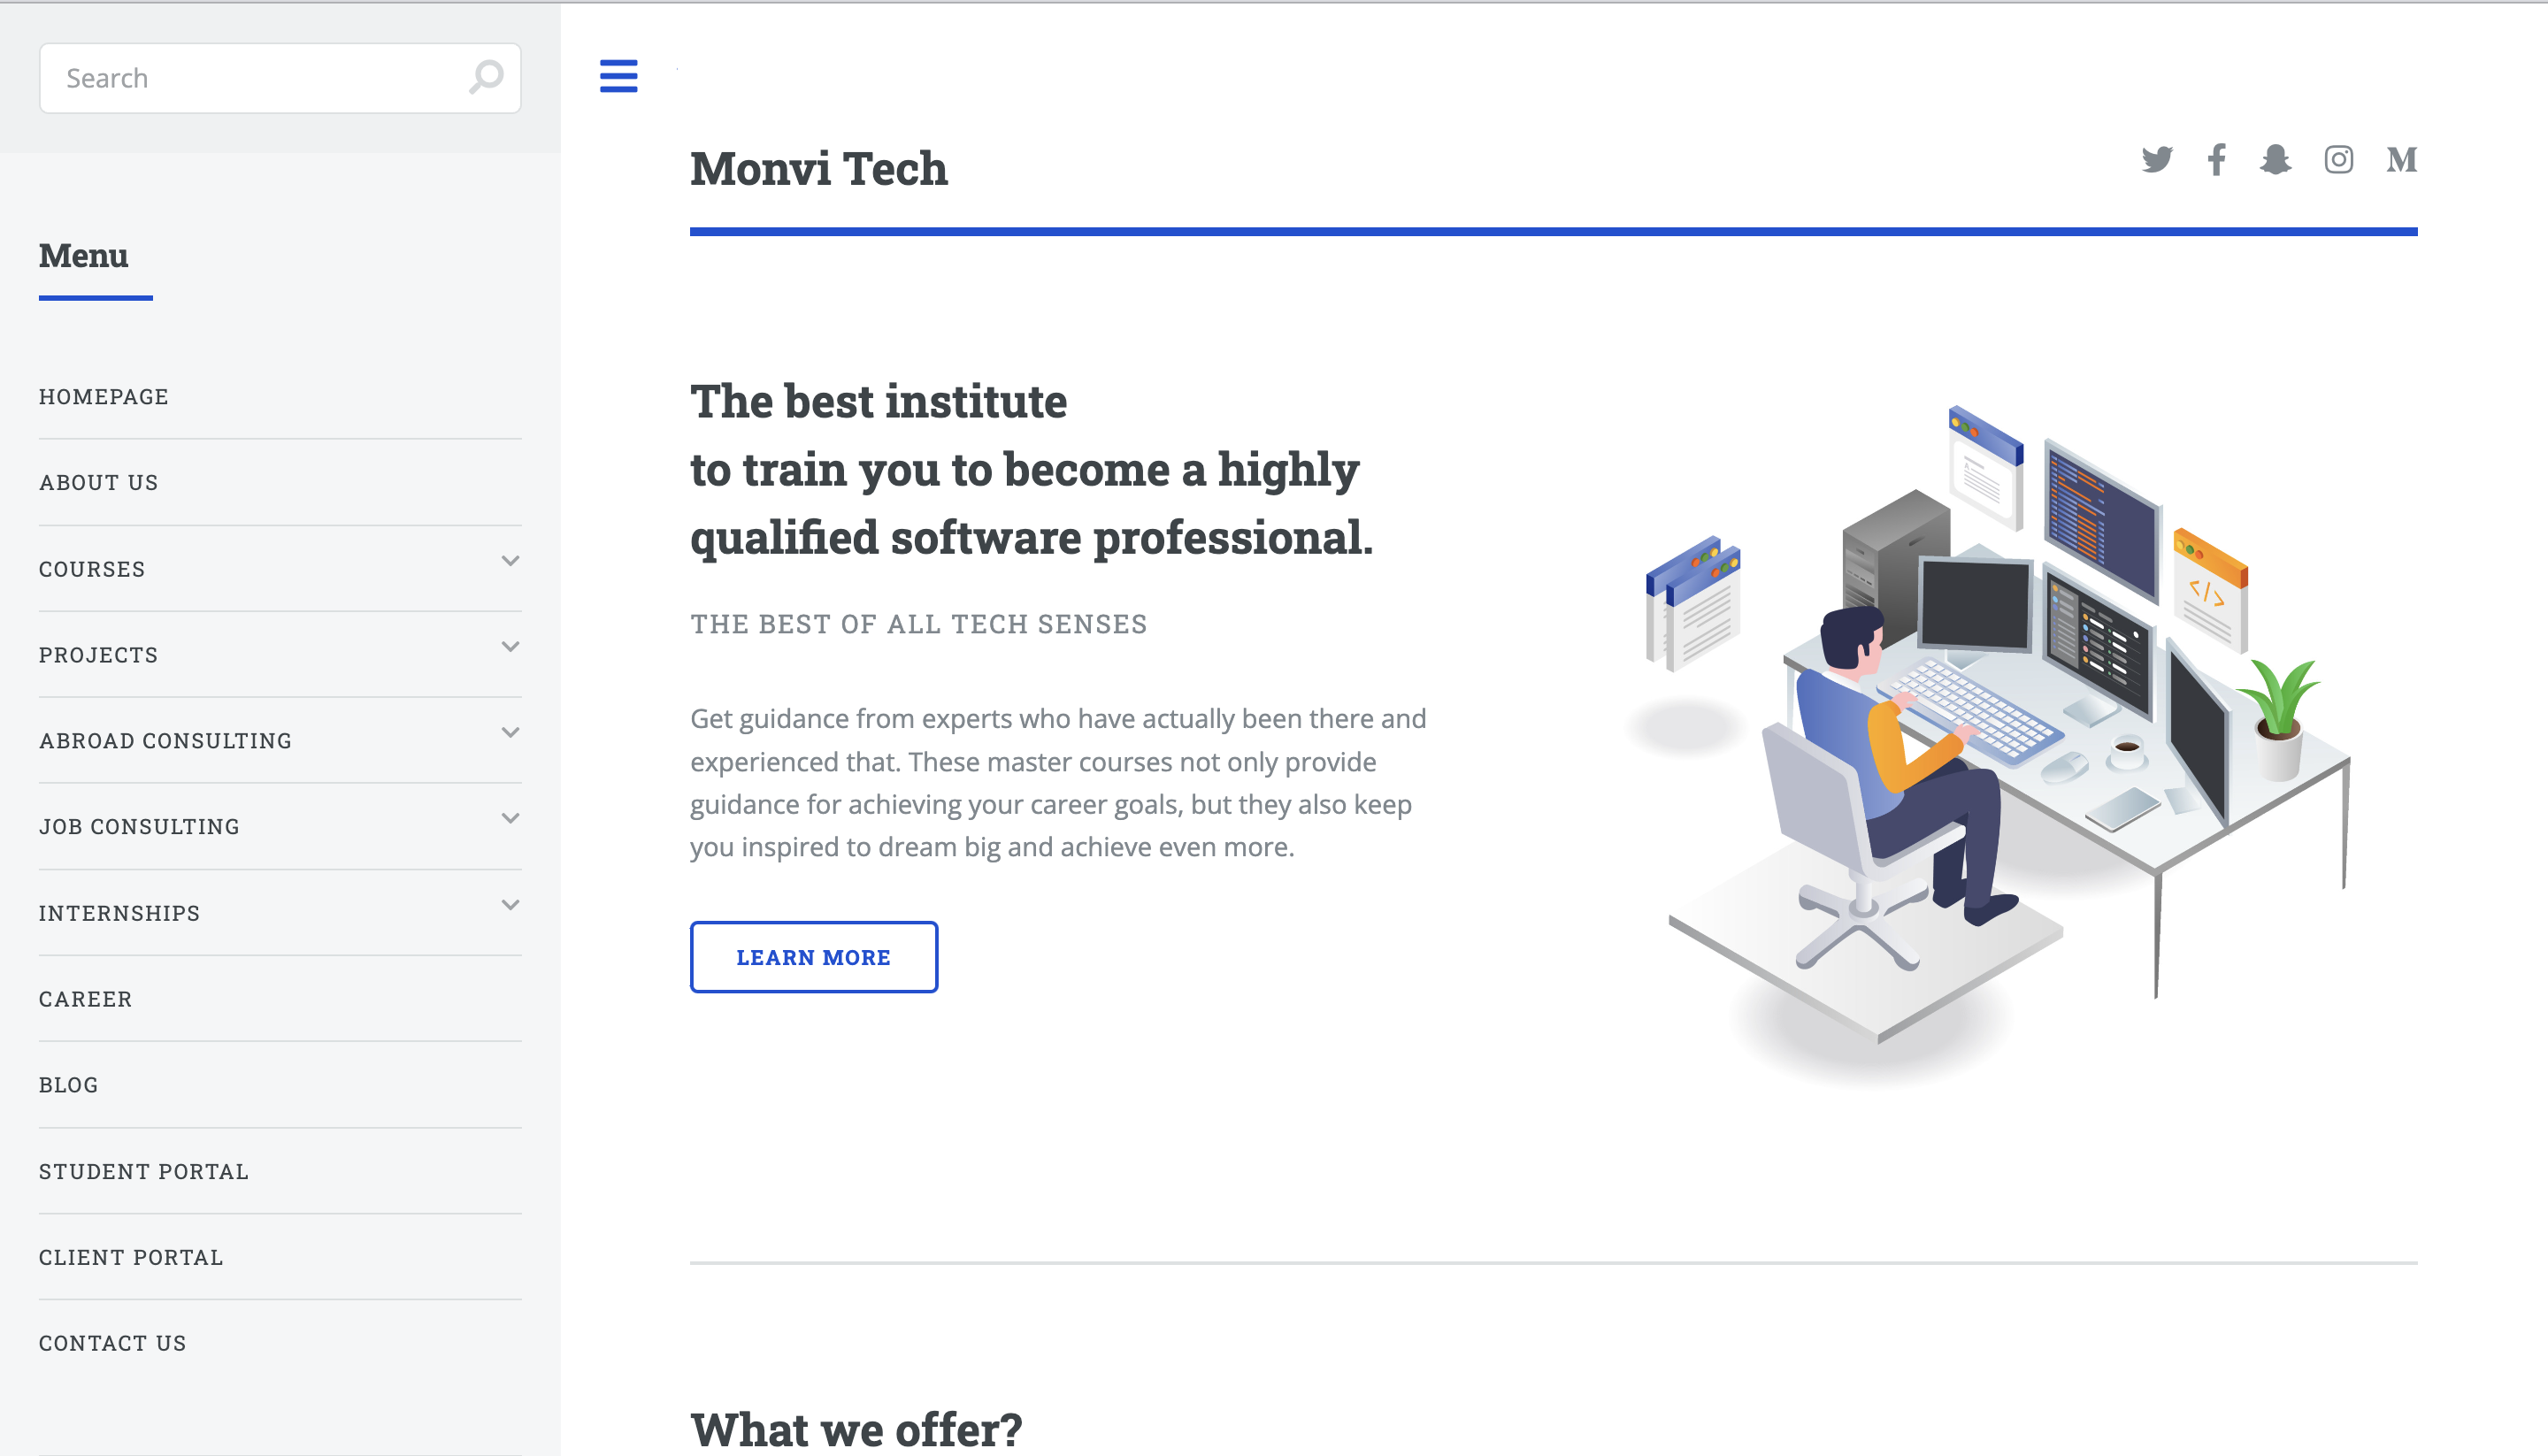 Search
Menu
HOMEPAGE
ABOUT US
COURSES
PROJECTS
ABROAD CONSULTING
JOB CONSULTING
INTERNSHIPS
CAREER
BLOG
STUDENT PORTAL
CLIENT PORTAL
CONTACT US
Monvi Tech
The best institute
to train you to become a highly
qualified software professional.
THE BEST OF ALL TECH SENSES
Get guidance from experts who have actually been there and
experienced that. These master courses not only provide
guidance for achieving your career goals, but they also keep
you inspired to dream big and achieve even more.
LEARN MORE
</>
What we offer?